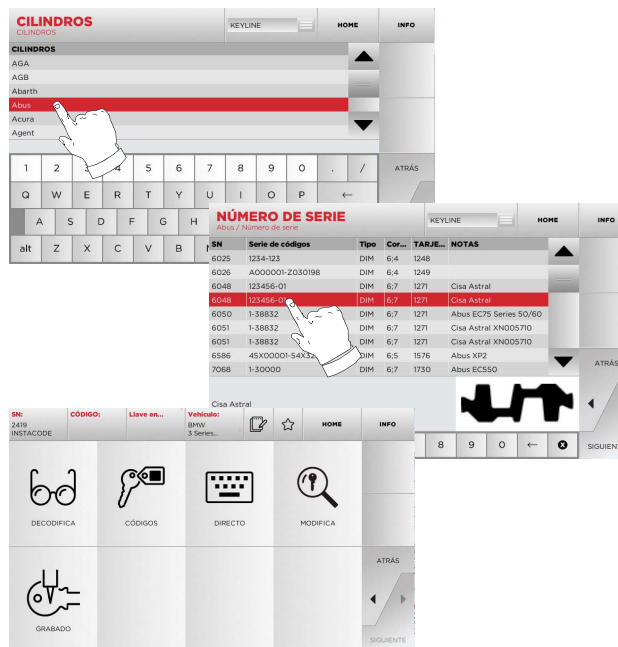 CILINDROS
CILINDROS
KEYLINE
HOME
INFO
CILINDROS
AGA
AGB
Abarth
Abus
Acura
Agent
1 2 4 5 6 7 8 9 0 . /
ATRÁS
Q W E R T Y U I O P ←
A S D F G H
alt Z X C V B
NÚMERO DE SERIE
Abus / Número de serie
KEYLINE
HOME
INFO
SN Serie de códigos Tipo Cor... TARJE... NOTAS
6025 1234-123 DIM 6;4 1248
6026 A000001-Z030198 DIM 6;4 1249
6048 123456-01 DIM 6;7 1271 Cisa Astral
6048 123456-01 DIM 6;7 1271 Cisa Astral
6050 1-38832 DIM 6;7 1271 Abus EC75 Series 50/60
6051 1-38832 DIM 6;7 1271 Cisa Astral XN005710
6051 1-38832 DIM 6;7 1271 Cisa Astral XN005710
6586 DIM 6;5 1576 Abus XP2
7068 1-30000 DIM 6;7 1730 Abus EC550
ATRÁS
Cisa Astral
8 9 0 ←
SN:
2419
INSTACODE
CÓDIGO:
Llave en...
Vehículo:
BMW
3 Series...
HOME
INFO
DECODIFICA
CÓDIGOS
DIRECTO
MODIFICA
ATRÁS
GRABADO
SIGUIENTE